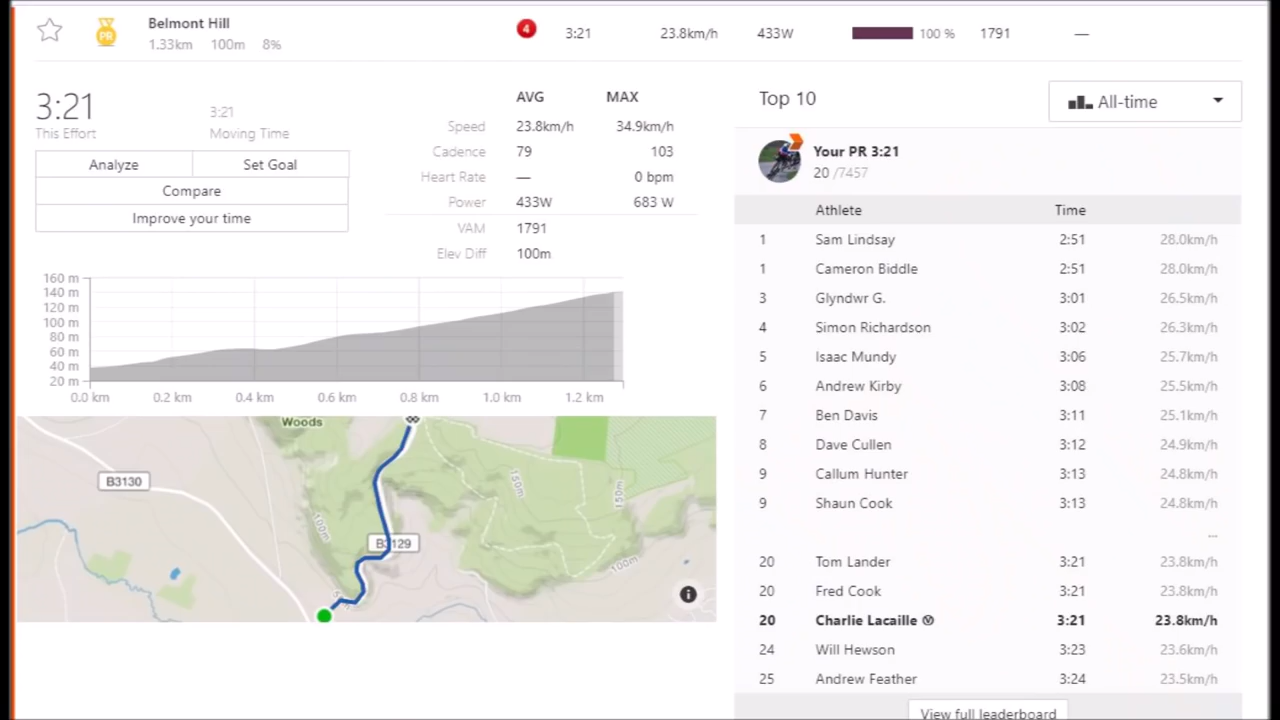 Belmont Hill
PR
1.33km 100m 8%
4 3:21 23.8km/h 433W 100 % 1791 —
3:21
This Effort
3:21
Moving Time
Analyze Set Goal
Compare
Improve your time
AVG MAX
Speed 23.8km/h 34.9km/h
Cadence 79 103
Heart Rate — 0 bpm
Power 433W 683 W
VAM 1791
Elev Diff 100m
160 m
140 m
120 m
100 m
80 m
60 m
40 m
20 m
0.0 km 0.2 km 0.4 km 0.6 km 0.8 km 1.0 km 1.2 km
Woods
B3130
150m
150m
100m
B3129
100m
Top 10
All-time
Your PR 3:21
20 /7457
Athlete Time
1 Sam Lindsay 2:51 28.0km/h
1 Cameron Biddle 2:51 28.0km/h
3 Glyndwr G. 3:01 26.5km/h
4 Simon Richardson 3:02 26.3km/h
5 Isaac Mundy 3:06 25.7km/h
6 Andrew Kirby 3:08 25.5km/h
7 Ben Davis 3:11 25.1km/h
8 Dave Cullen 3:12 24.9km/h
9 Callum Hunter 3:13 24.8km/h
9 Shaun Cook 3:13 24.8km/h
...
20 Tom Lander 3:21 23.8km/h
20 Fred Cook 3:21 23.8km/h
20 Charlie Lacaille 3:21 23.8km/h
24 Will Hewson 3:23 23.6km/h
25 Andrew Feather 3:24 23.5km/h
View full leaderboard